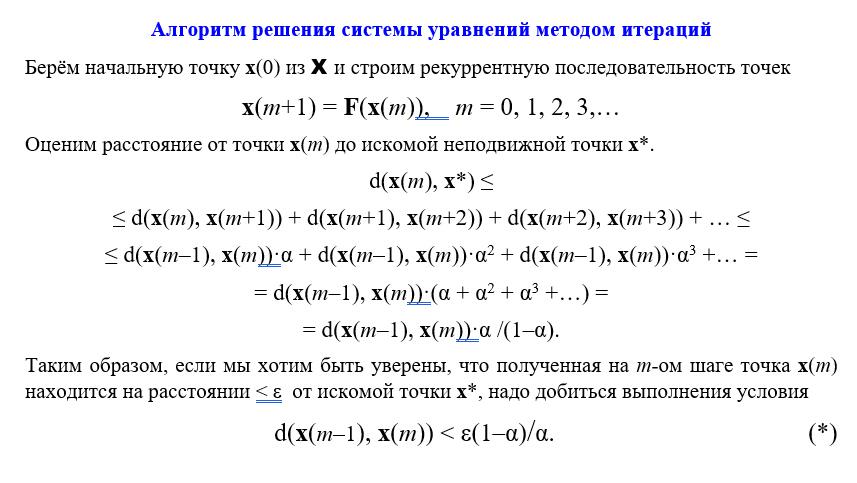 Алгоритм решения системы уравнений методом итераций
Берём начальную точку x(0) из X и строим рекуррентную последовательность точек
x(m+1) = F(x(m)), m = 0, 1, 2, 3,…
Оценим расстояние от точки x(m) до искомой неподвижной точки x*.
d(x(m), x*) ≤
≤ d(x(m), x(m+1)) + d(x(m+1), x(m+2)) + d(x(m+2), x(m+3)) + … ≤
≤ d(x(m–1), x(m))·α + d(x(m–1), x(m))·α² + d(x(m–1), x(m))·α³ +… =
= d(x(m–1), x(m))·(α + α² + α³ +…) =
= d(x(m–1), x(m))·α /(1–α).
Таким образом, если мы хотим быть уверены, что полученная на m-ом шаге точка x(m)
находится на расстоянии < ε от искомой точки x*, надо добиться выполнения условия
d(x(m–1), x(m)) < ε(1–α)/α. (*)